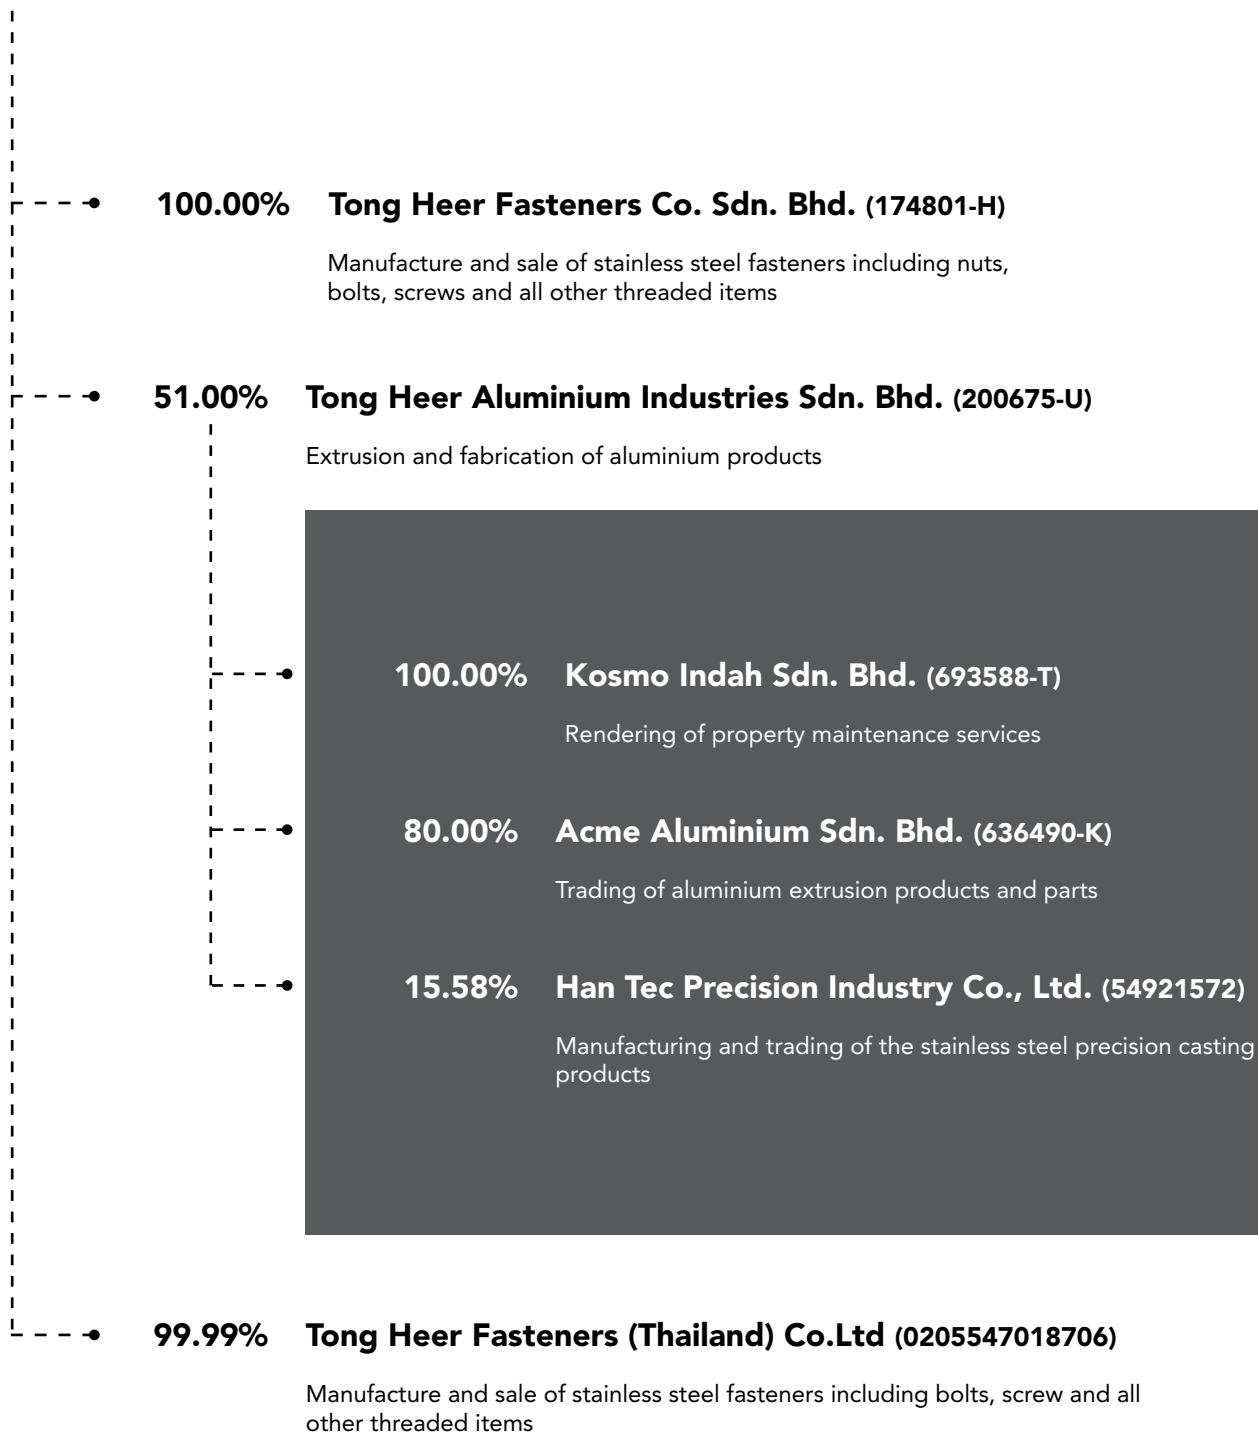 100.00% Tong Heer Fasteners Co. Sdn. Bhd. (174801-H)
Manufacture and sale of stainless steel fasteners including nuts,
bolts, screws and all other threaded items
51.00% Tong Heer Aluminium Industries Sdn. Bhd. (200675-U)
Extrusion and fabrication of aluminium products
100.00% Kosmo Indah Sdn. Bhd. (693588-T)
Rendering of property maintenance services
80.00% Acme Aluminium Sdn. Bhd. (636490-K)
Trading of aluminium extrusion products and parts
15.58% Han Tec Precision Industry Co., Ltd. (54921572)
Manufacturing and trading of the stainless steel precision casting
products
99.99% Tong Heer Fasteners (Thailand) Co.Ltd (0205547018706)
Manufacture and sale of stainless steel fasteners including bolts, screw and all
other threaded items